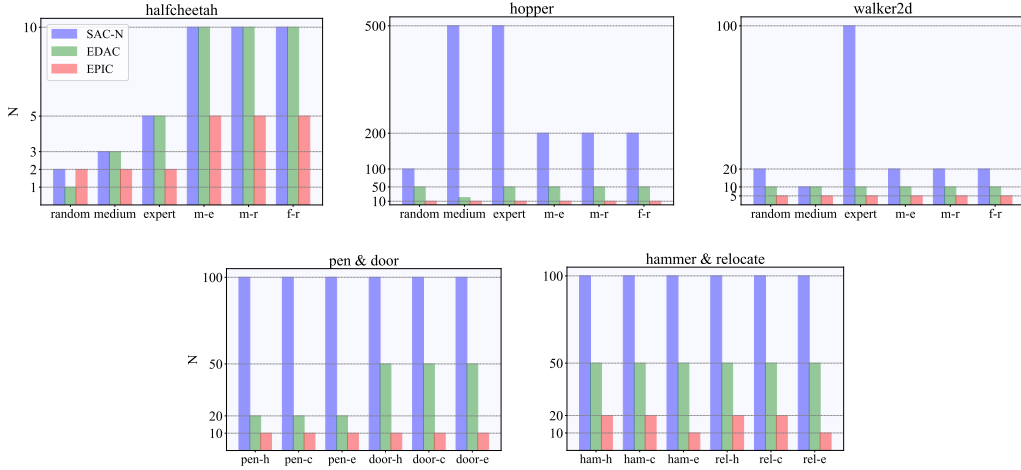 halfcheetah
N
10
5
3
2
1
SAC-N
EDAC
EPIC
random medium expert m-e m-r f-r
hopper
500
200
100
50
10
random medium expert m-e m-r f-r
walker2d
100
20
10
5
random medium expert m-e m-r f-r
pen & door
N
100
50
20
10
pen-h pen-c pen-e door-h door-c door-e
hammer & relocate
100
50
20
10
ham-h ham-c ham-e rel-h rel-c rel-e